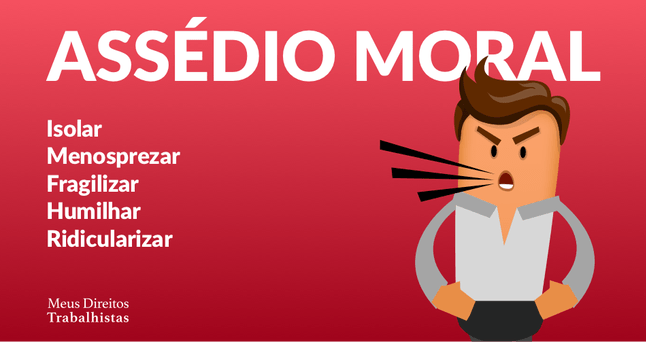 ASSÉDIO MORAL
Isolar
Menosprezar
Fragilizar
Humilhar
Ridicularizar
Meus Direitos
Trabalhistas